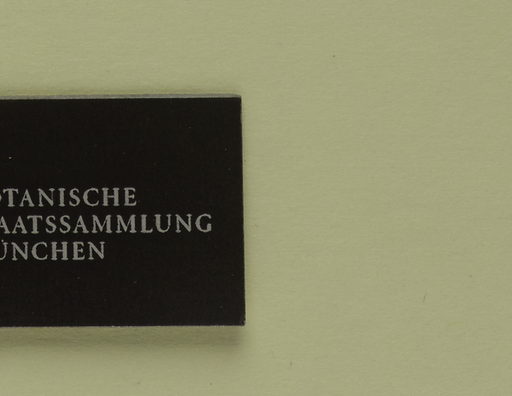 OTANISCHE
AATSSAMMLUNG
ÜNCHEN